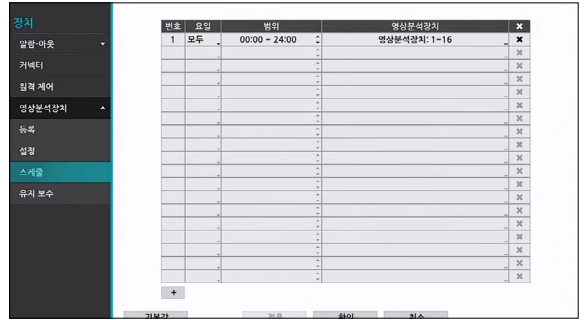 장치
알람-아웃
커넥터
원격 제어
영상분석장치
등록
설정
스케줄
유지 보수
번호 요일 범위 영상분석장치 ✖
1 모두 00:00 ~ 24:00 영상분석장치: 1~16 ✖
+
기본값 적용 확인 취소